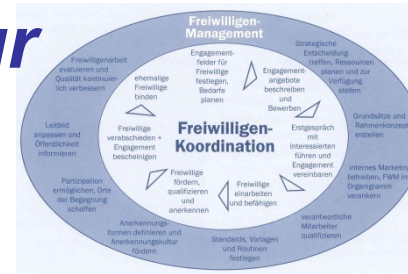 ur
Freiwilligen-
Management
Strategische
Entscheidung
treffen, Ressourcen
planen und zur
Verfügung
stellen
Grundsätze und
Rahmenkonzept
erstellen
internes Marketing
betreiben, FWM im
Organigramm
verankern
verantwortliche
Mitarbeiter
qualifizieren
Standards, Vorlagen
und Routinen
festlegen
Anerkennungs-
formen definieren und
Anerkennungskultur
fördern
Partizipation
ermöglichen, Orte
der Begegnung
schaffen
Leitbild
anpassen und
Öffentlichkeit
informieren
Freiwilligenarbeit
evaluieren und
Qualität kontinuier-
lich verbessern
Freiwilligen-
Koordination
Engagement-
felder für
Freiwillige
festlegen,
Bedarfe
planen
Engagement-
angebote
beschreiben
und
Bewerben
Erstgespräch
mit
Interessierten
führen und
Engagement
vereinbaren
Freiwillige
einarbeiten
und befähigen
Freiwillige
fördern,
qualifizieren
und
anerkennen
Freiwillige
verabschieden +
Engagement
bescheinigen
ehemalige
Freiwillige
binden